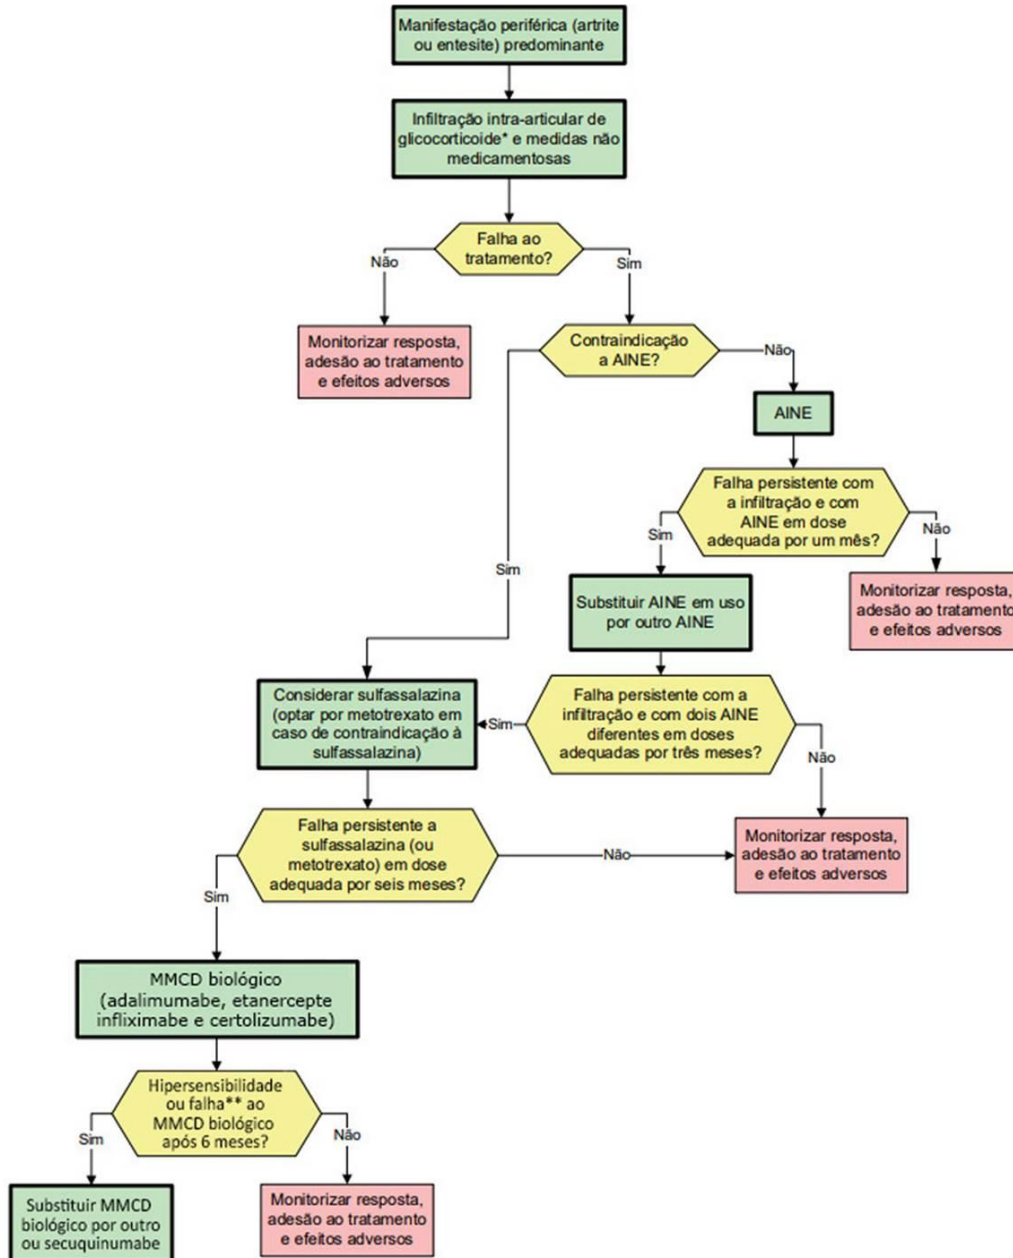 Manifestação periférica (artrite
ou entesite) predominante
Infiltração intra-articular de
glicocorticoide* e medidas não
medicamentosas
Falha ao
tratamento?
Não
Sim
Monitorizar resposta,
adesão ao tratamento
e efeitos adversos
Contraindicação
a AINE?
Não
AINE
Falha persistente com
a infiltração e com
AINE em dose
adequada por um mês?
Sim
Não
Sim
Substituir AINE em uso
por outro AINE
Monitorizar resposta,
adesão ao tratamento
e efeitos adversos
Considerar sulfassalazina
(optar por metotrexato em
caso de contraindicação à
sulfassalazina)
Sim
Falha persistente com a
infiltração e com dois AINE
diferentes em doses
adequadas por três meses?
Não
Falha persistente a
sulfassalazina (ou
metotrexato) em dose
adequada por seis meses?
Não
Monitorizar resposta,
adesão ao tratamento
e efeitos adversos
Sim
MMCD biológico
(adalimumabe, etanercepte
infliximabe e certolizumabe)
Hipersensibilidade
ou falha** ao
MMCD biológico
após 6 meses?
Sim
Não
Substituir MMCD
biológico por outro
ou secuquinumabe
Monitorizar resposta,
adesão ao tratamento
e efeitos adversos